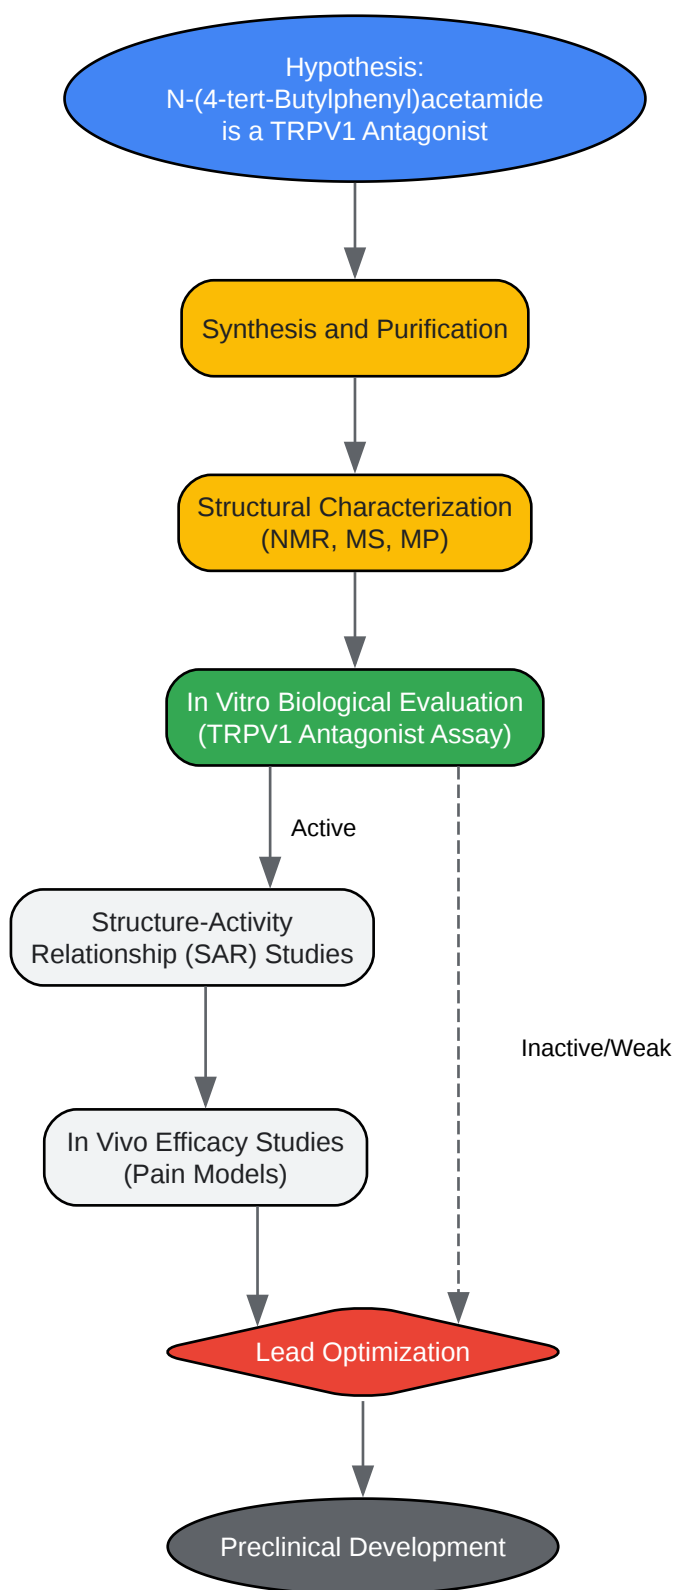 Hypothesis:
N-(4-tert-Butylphenyl)acetamide
is a TRPV1 Antagonist
Synthesis and Purification
Structural Characterization
(NMR, MS, MP)
In Vitro Biological Evaluation
(TRPV1 Antagonist Assay)
Active
Structure-Activity
Relationship (SAR) Studies
Inactive/Weak
In Vivo Efficacy Studies
(Pain Models)
Lead Optimization
Preclinical Development